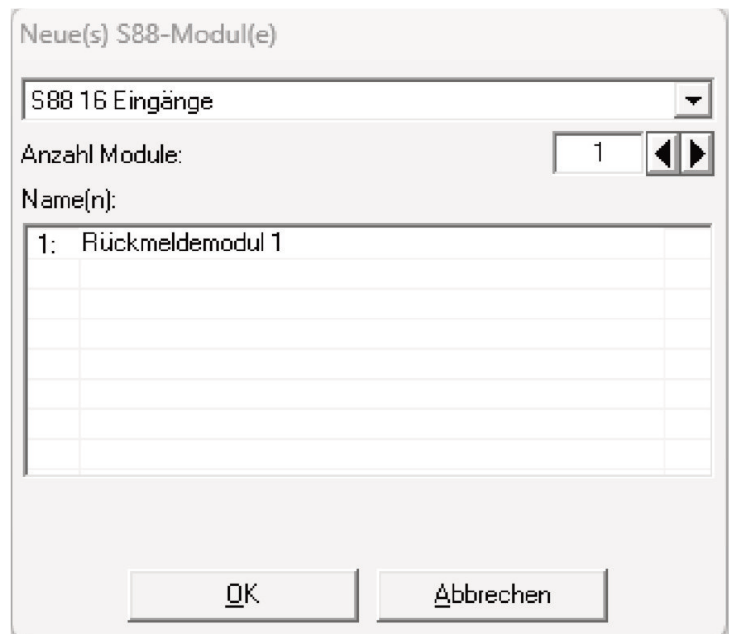 Neue(s) S88-Modul(e)
S88 16 Eingänge
Anzahl Module:
1
Name(n):
1: Rückmeldemodul 1
OK
Abbrechen